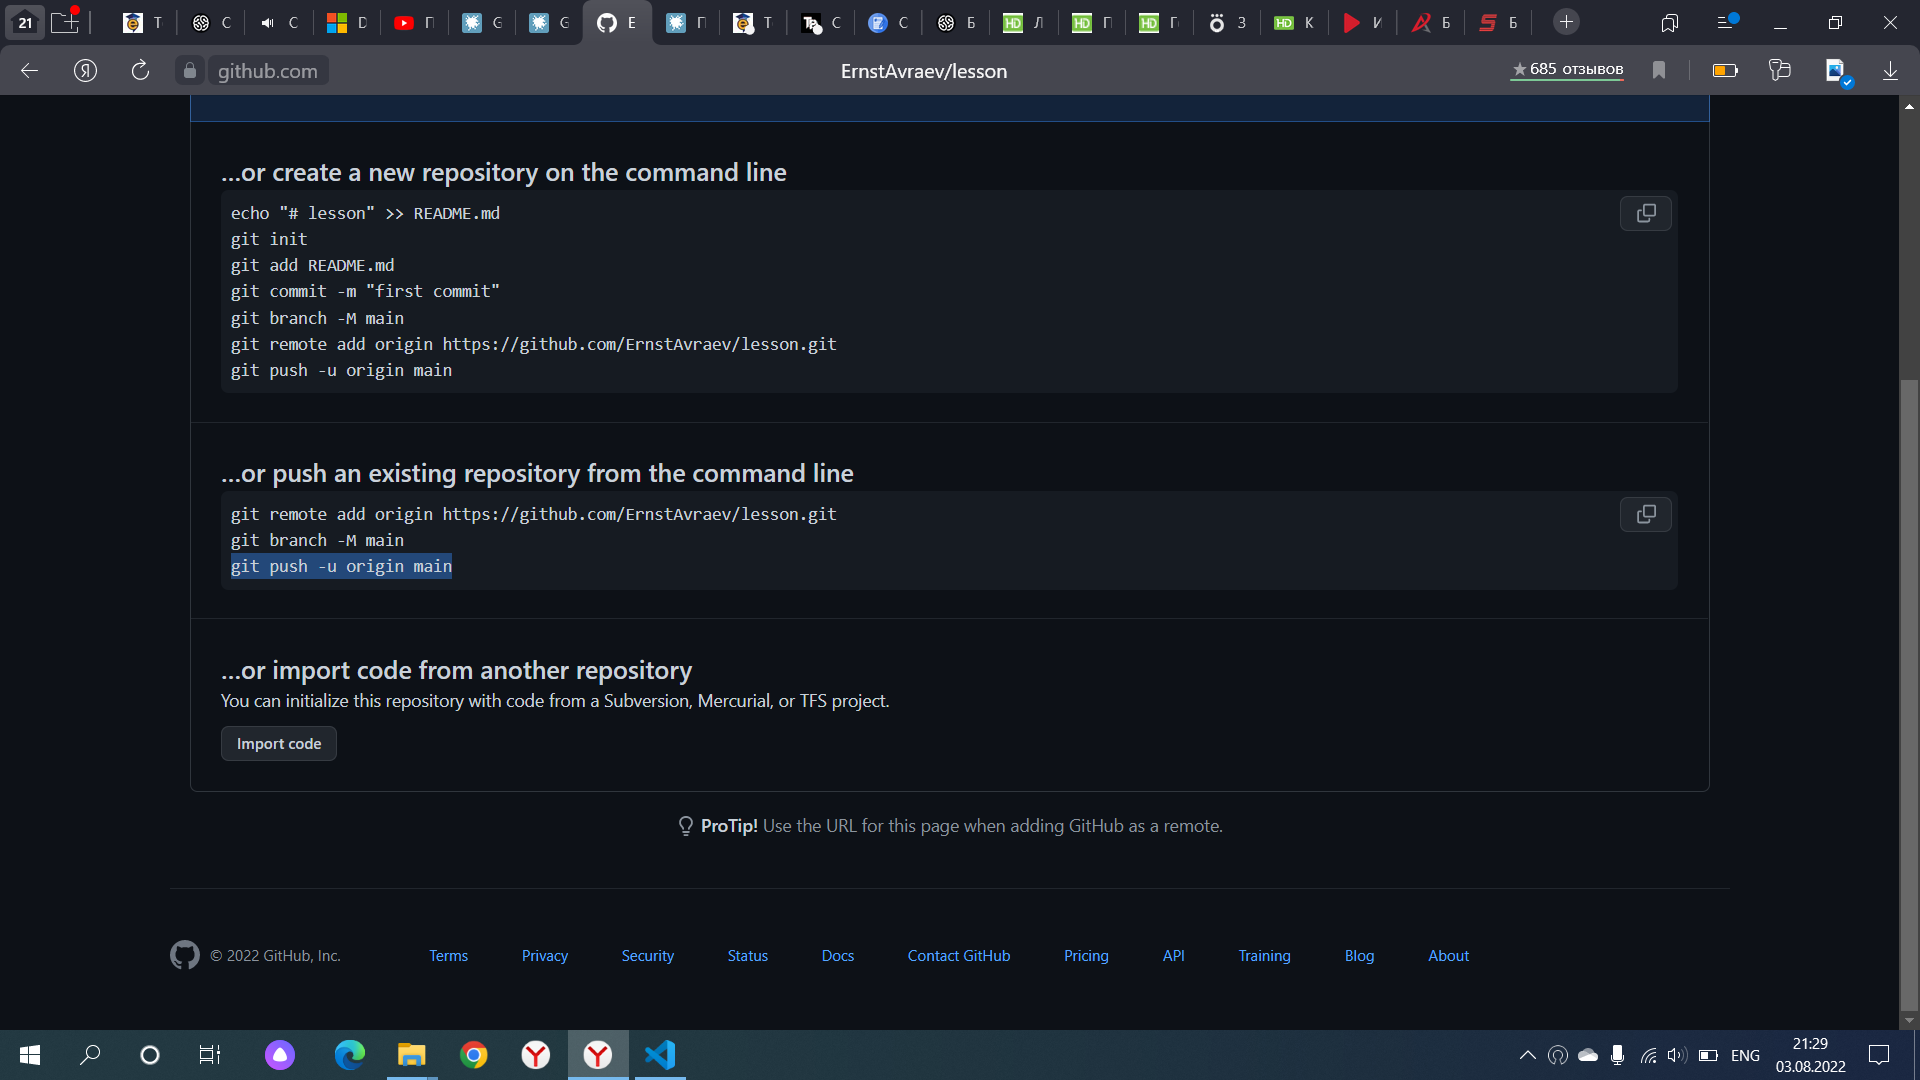 21
github.com
ErnstAvraev/lesson
★685 отзывов
...or create a new repository on the command line
echo "# lesson" >> README.md
git init
git add README.md
git commit -m "first commit"
git branch -M main
git remote add origin https://github.com/ErnstAvraev/lesson.git
git push -u origin main
...or push an existing repository from the command line
git remote add origin https://github.com/ErnstAvraev/lesson.git
git branch -M main
git push -u origin main
...or import code from another repository
You can initialize this repository with code from a Subversion, Mercurial, or TFS project.
Import code
ProTip! Use the URL for this page when adding GitHub as a remote.
© 2022 GitHub, Inc. Terms Privacy Security Status Docs Contact GitHub Pricing API Training Blog About
ENG
21:29
03.08.2022